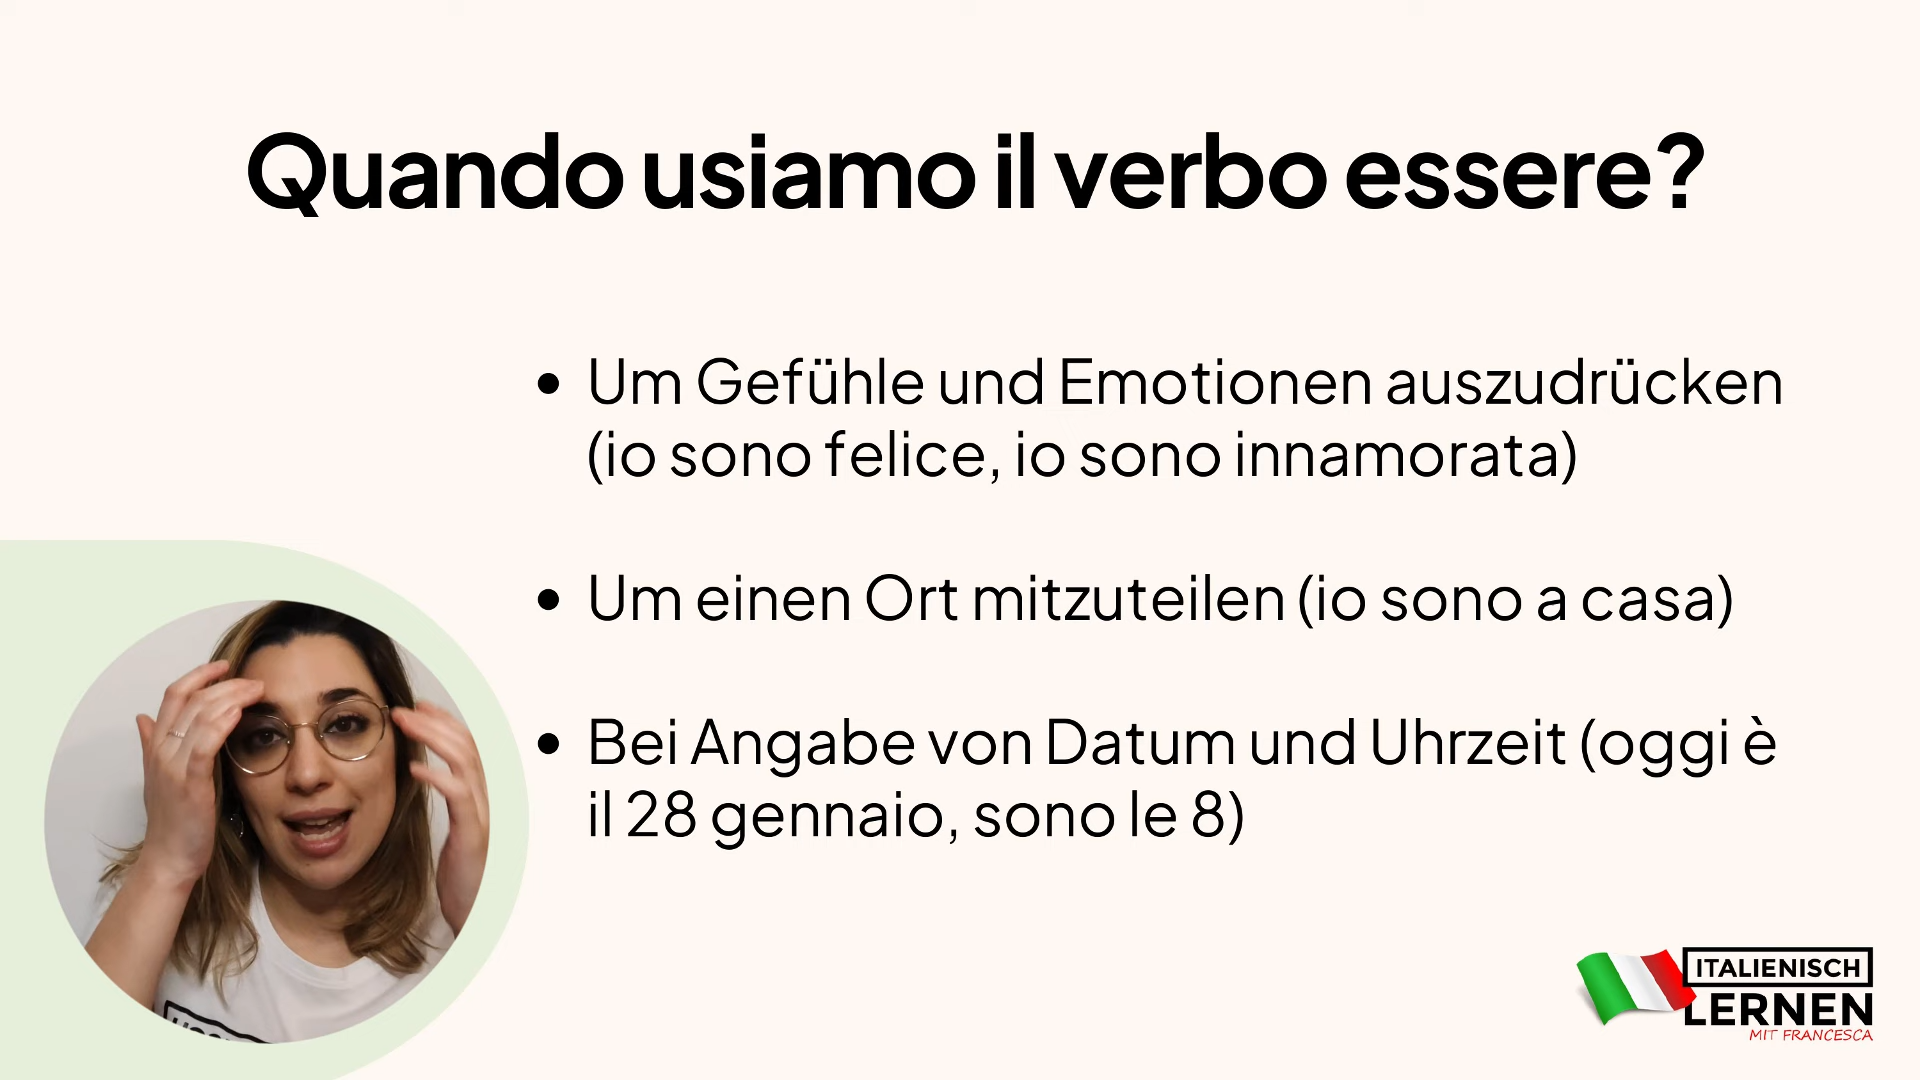 Quando usiamo il verbo essere?
• Um Gefühle und Emotionen auszudrücken
(io sono felice, io sono innamorata)
• Um einen Ort mitzuteilen (io sono a casa)
• Bei Angabe von Datum und Uhrzeit (oggi è
il 28 gennaio, sono le 8)
ITALIENISCH
LERNEN
MIT FRANCESCA